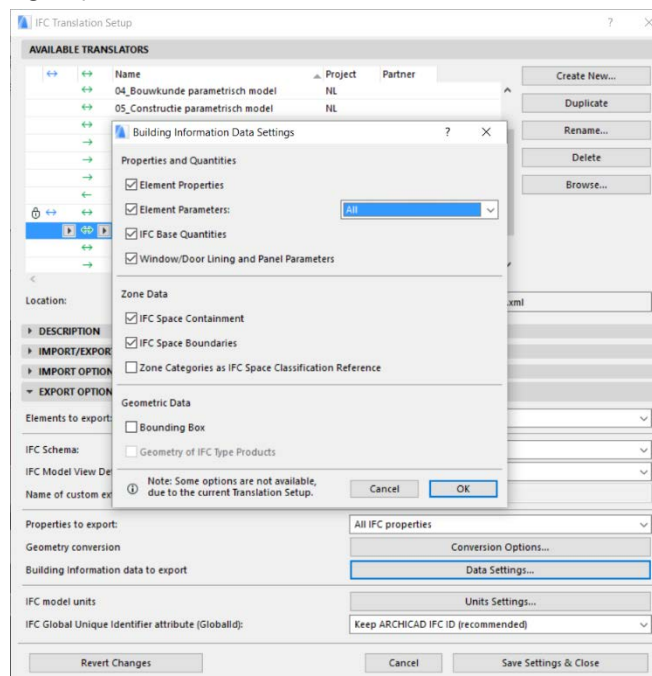 IFC Translation Setup
AVAILABLE TRANSLATORS
Name Project Partner
04_Bouwkunde parametrisch model NL
05_Constructie parametrisch model NL
Create New...
Duplicate
Rename...
Delete
Browse...
Building Information Data Settings ? ×
Properties and Quantities
Element Properties
Element Parameters: All
IFC Base Quantities
Window/Door Lining and Panel Parameters
Zone Data
IFC Space Containment
IFC Space Boundaries
Zone Categories as IFC Space Classification Reference
Geometric Data
Bounding Box
Geometry of IFC Type Products
Note: Some options are not available,
due to the current Translation Setup.
Cancel OK
Location: .xml
DESCRIPTION
IMPORT/EXPOR
IMPORT OPTION
EXPORT OPTION
Elements to export:
IFC Schema:
IFC Model View De
Name of custom ex
Properties to export: All IFC properties
Geometry conversion Conversion Options...
Building Information data to export Data Settings...
IFC model units Units Settings...
IFC Global Unique Identifier attribute (GlobalId): Keep ARCHICAD IFC ID (recommended)
Revert Changes Cancel Save Settings & Close